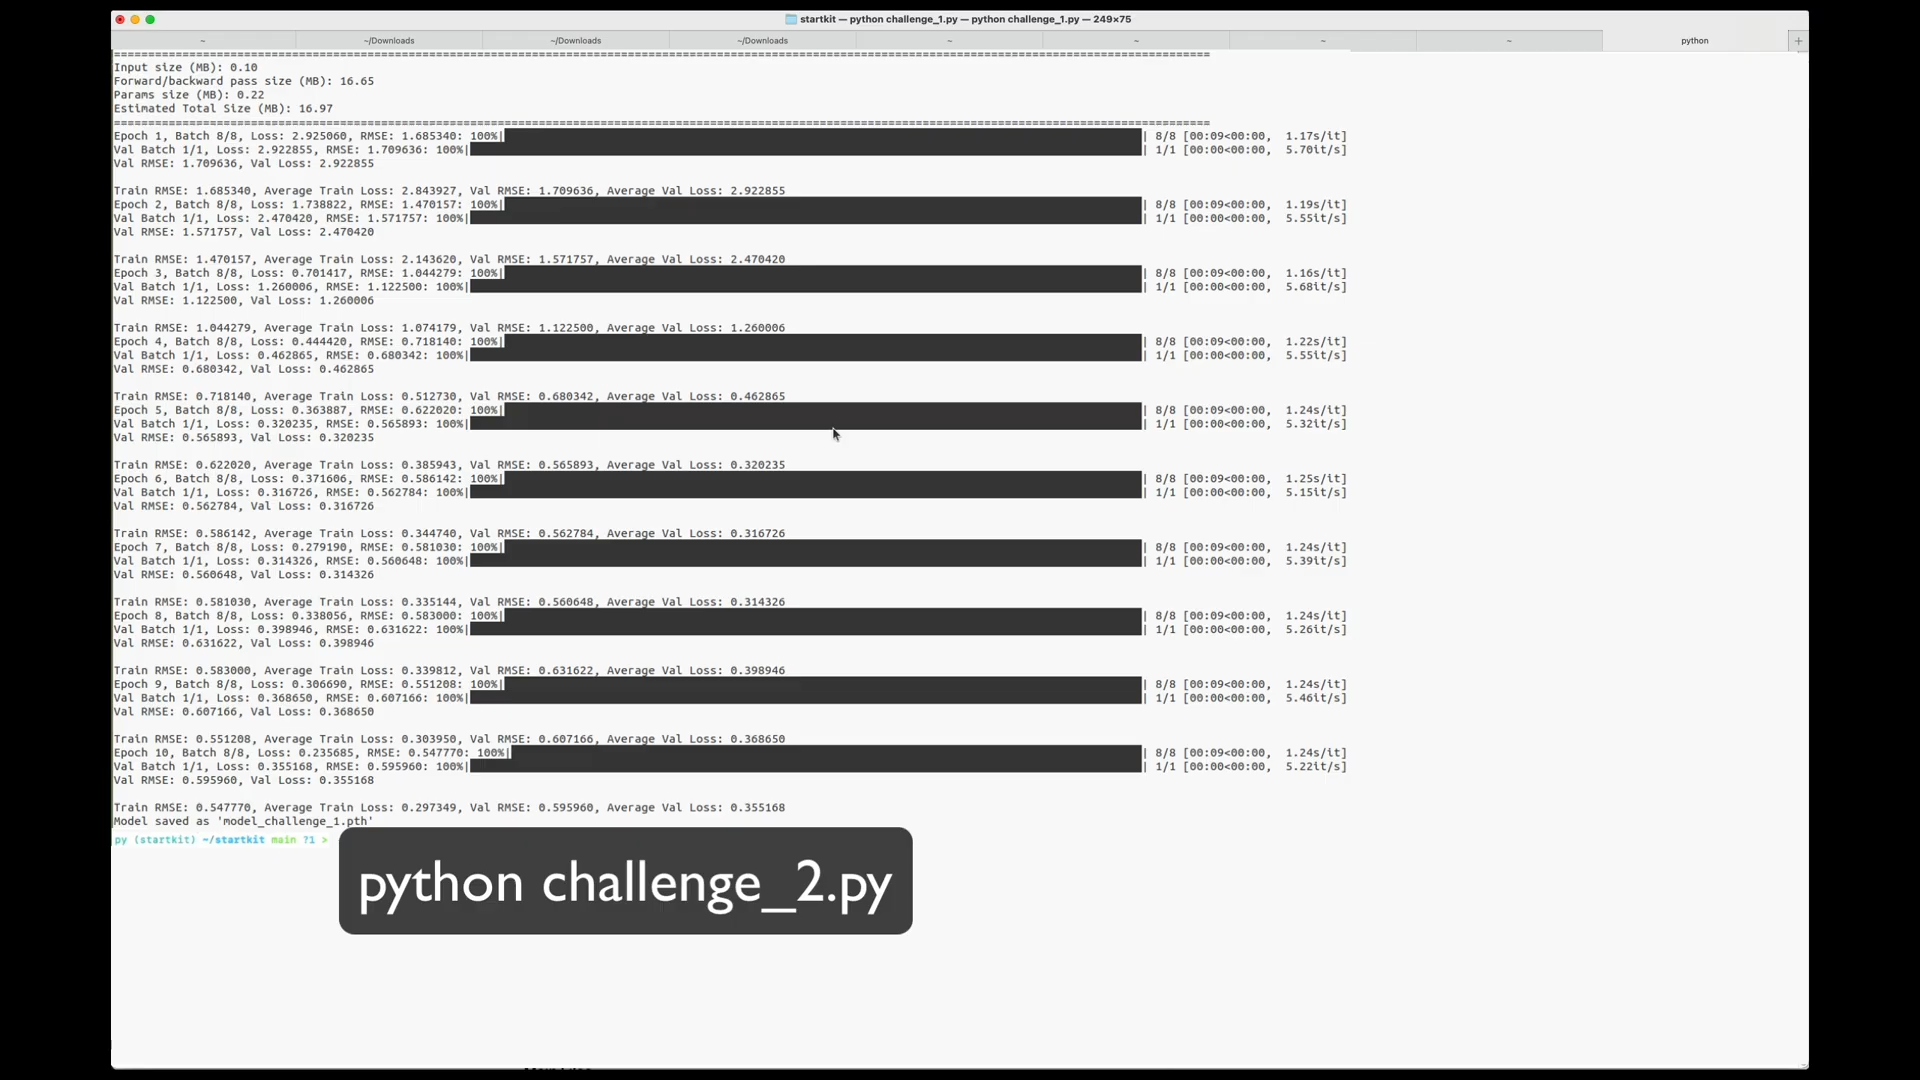 startkit — python challenge_1.py — python challenge_1.py — 249×75
~ ~/Downloads ~/Downloads ~/Downloads ~ ~ ~ ~ python +
================================================================================================================================================================
Input size (MB): 0.10
Forward/backward pass size (MB): 16.65
Params size (MB): 0.22
Estimated Total Size (MB): 16.97
================================================================================================================================================================
Epoch 1, Batch 8/8, Loss: 2.925060, RMSE: 1.685340: 100%| | 8/8 [00:09<00:00, 1.17s/it]
Val Batch 1/1, Loss: 2.922855, RMSE: 1.709636: 100%| | 1/1 [00:00<00:00, 5.70it/s]
Val RMSE: 1.709636, Val Loss: 2.922855
Train RMSE: 1.685340, Average Train Loss: 2.843927, Val RMSE: 1.709636, Average Val Loss: 2.922855
Epoch 2, Batch 8/8, Loss: 1.738822, RMSE: 1.470157: 100%| | 8/8 [00:09<00:00, 1.19s/it]
Val Batch 1/1, Loss: 2.470420, RMSE: 1.571757: 100%| | 1/1 [00:00<00:00, 5.55it/s]
Val RMSE: 1.571757, Val Loss: 2.470420
Train RMSE: 1.470157, Average Train Loss: 2.143620, Val RMSE: 1.571757, Average Val Loss: 2.470420
Epoch 3, Batch 8/8, Loss: 0.701417, RMSE: 1.044279: 100%| | 8/8 [00:09<00:00, 1.16s/it]
Val Batch 1/1, Loss: 1.260006, RMSE: 1.122500: 100%| | 1/1 [00:00<00:00, 5.68it/s]
Val RMSE: 1.122500, Val Loss: 1.260006
Train RMSE: 1.044279, Average Train Loss: 1.074179, Val RMSE: 1.122500, Average Val Loss: 1.260006
Epoch 4, Batch 8/8, Loss: 0.444420, RMSE: 0.718140: 100%| | 8/8 [00:09<00:00, 1.22s/it]
Val Batch 1/1, Loss: 0.462865, RMSE: 0.680342: 100%| | 1/1 [00:00<00:00, 5.55it/s]
Val RMSE: 0.680342, Val Loss: 0.462865
Train RMSE: 0.718140, Average Train Loss: 0.512730, Val RMSE: 0.680342, Average Val Loss: 0.462865
Epoch 5, Batch 8/8, Loss: 0.363887, RMSE: 0.622020: 100%| | 8/8 [00:09<00:00, 1.24s/it]
Val Batch 1/1, Loss: 0.320235, RMSE: 0.565893: 100%| | 1/1 [00:00<00:00, 5.32it/s]
Val RMSE: 0.565893, Val Loss: 0.320235
Train RMSE: 0.622020, Average Train Loss: 0.385943, Val RMSE: 0.565893, Average Val Loss: 0.320235
Epoch 6, Batch 8/8, Loss: 0.371606, RMSE: 0.586142: 100%| | 8/8 [00:09<00:00, 1.25s/it]
Val Batch 1/1, Loss: 0.316726, RMSE: 0.562784: 100%| | 1/1 [00:00<00:00, 5.15it/s]
Val RMSE: 0.562784, Val Loss: 0.316726
Train RMSE: 0.586142, Average Train Loss: 0.344740, Val RMSE: 0.562784, Average Val Loss: 0.316726
Epoch 7, Batch 8/8, Loss: 0.279190, RMSE: 0.581030: 100%| | 8/8 [00:09<00:00, 1.24s/it]
Val Batch 1/1, Loss: 0.314326, RMSE: 0.560648: 100%| | 1/1 [00:00<00:00, 5.39it/s]
Val RMSE: 0.560648, Val Loss: 0.314326
Train RMSE: 0.581030, Average Train Loss: 0.335144, Val RMSE: 0.560648, Average Val Loss: 0.314326
Epoch 8, Batch 8/8, Loss: 0.338056, RMSE: 0.583000: 100%| | 8/8 [00:09<00:00, 1.24s/it]
Val Batch 1/1, Loss: 0.398946, RMSE: 0.631622: 100%| | 1/1 [00:00<00:00, 5.26it/s]
Val RMSE: 0.631622, Val Loss: 0.398946
Train RMSE: 0.583000, Average Train Loss: 0.339812, Val RMSE: 0.631622, Average Val Loss: 0.398946
Epoch 9, Batch 8/8, Loss: 0.306690, RMSE: 0.551208: 100%| | 8/8 [00:09<00:00, 1.24s/it]
Val Batch 1/1, Loss: 0.368650, RMSE: 0.607166: 100%| | 1/1 [00:00<00:00, 5.46it/s]
Val RMSE: 0.607166, Val Loss: 0.368650
Train RMSE: 0.551208, Average Train Loss: 0.303950, Val RMSE: 0.607166, Average Val Loss: 0.368650
Epoch 10, Batch 8/8, Loss: 0.235685, RMSE: 0.547770: 100%| | 8/8 [00:09<00:00, 1.24s/it]
Val Batch 1/1, Loss: 0.355168, RMSE: 0.595960: 100%| | 1/1 [00:00<00:00, 5.22it/s]
Val RMSE: 0.595960, Val Loss: 0.355168
Train RMSE: 0.547770, Average Train Loss: 0.297349, Val RMSE: 0.595960, Average Val Loss: 0.355168
Model saved as 'model_challenge_1.pth'
py (startkit) ~/startkit main ?1 >
python challenge_2.py